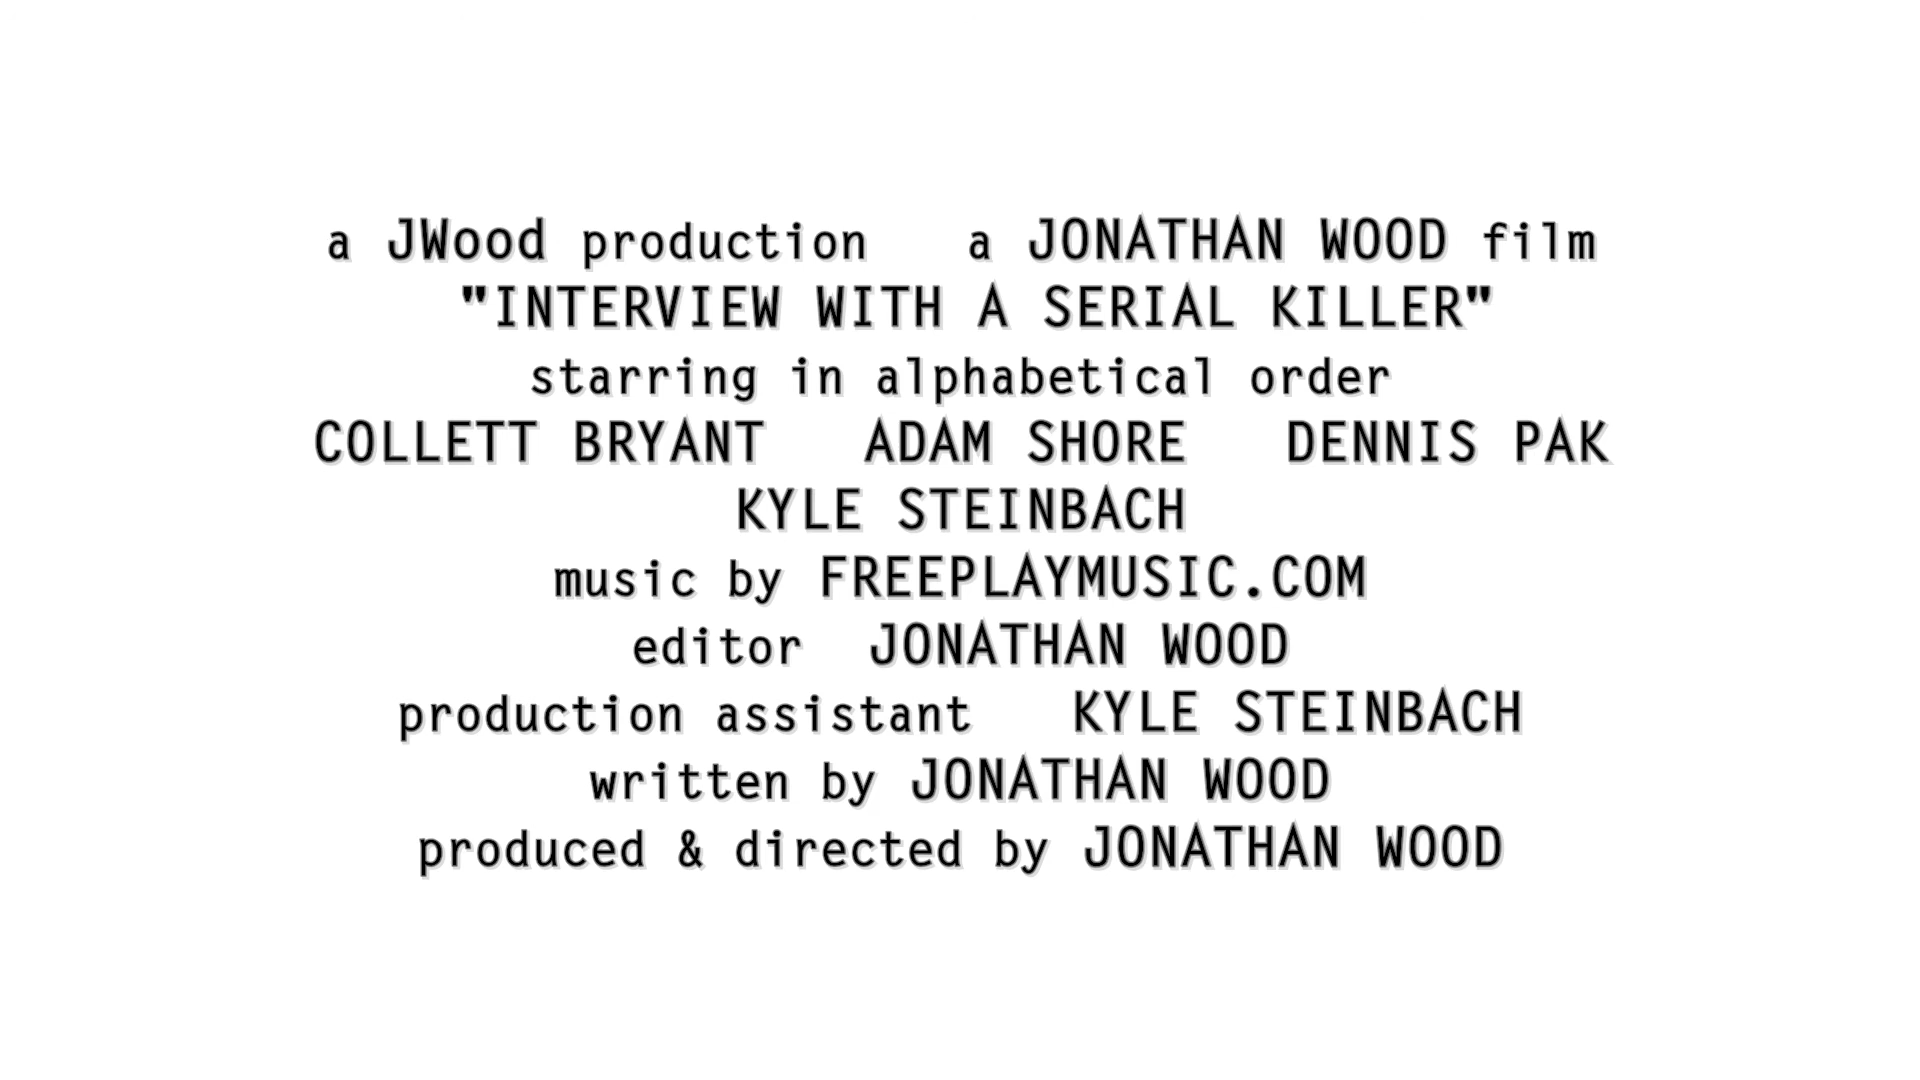 a JWood production a JONATHAN WOOD film
"INTERVIEW WITH A SERIAL KILLER"
starring in alphabetical order
COLLETT BRYANT ADAM SHORE DENNIS PAK
KYLE STEINBACH
music by FREEPLAYMUSIC.COM
editor JONATHAN WOOD
production assistant KYLE STEINBACH
written by JONATHAN WOOD
produced & directed by JONATHAN WOOD